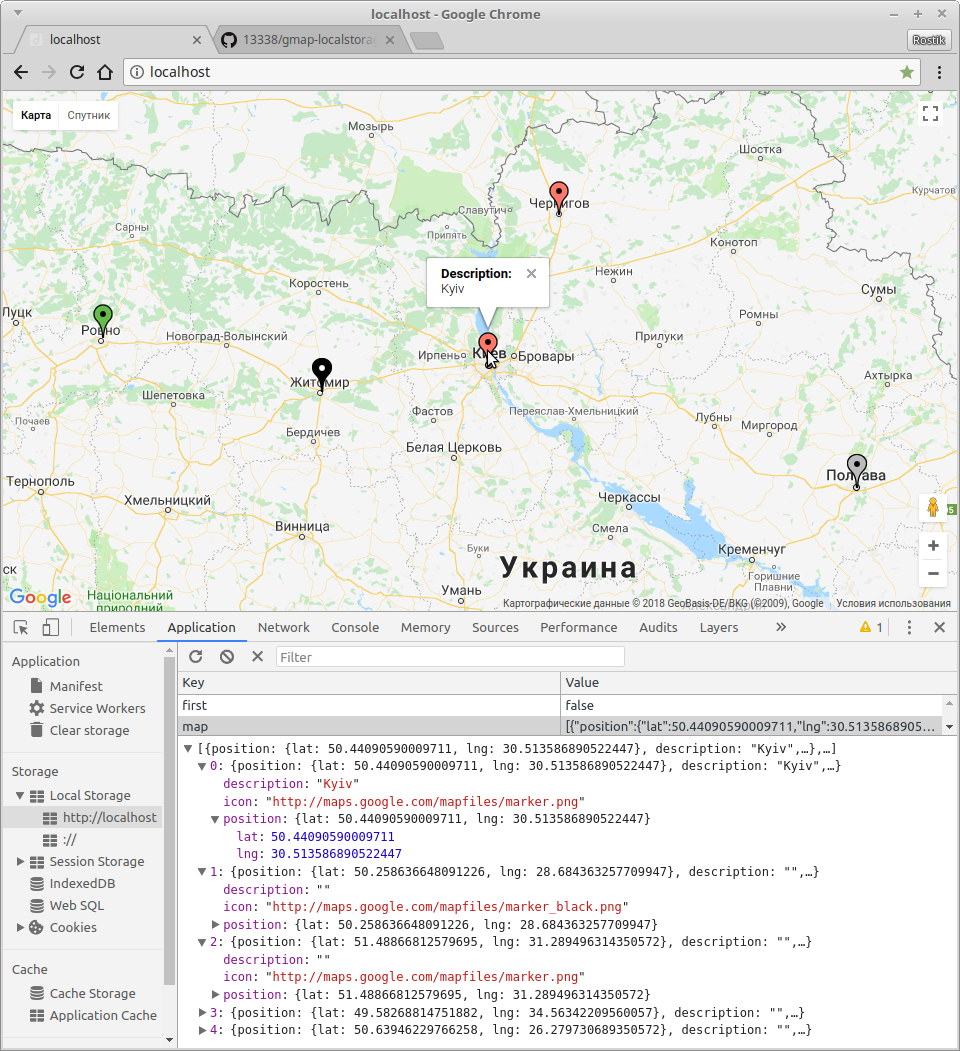 localhost - Google Chrome
localhost
13338/gmap-localstora
Rostik
localhost
Карта
Спутник
Мозырь
Шостка
Чернигов
Славутич
Курчатов
Сарны
Припять
Конотоп
Description:
Kyiv
Коростень
Нежин
Сумы
Ромны
Луцк
Ровно
Новоград-Волынский
Прилуки
Ирпень
Киев
Бровары
Житомир
Ахтырка
Шепетовка
Фастов
Переяслав-Хмельницкий
Лубны
Миргород
Почаев
Бердичев
Белая Церковь
Полтава
Тернополь
Хмельницкий
Черкассы
Винница
Смела
Буки
Кременчуг
Украина
Горишние
Плавни
ск
Умань
Google
Національний
природний
Картографические данные © 2018 GeoBasis-DE/BKG (©2009), Google
Условия использования
Elements
Application
Network
Console
Memory
Sources
Performance
Audits
Layers
1
Application
Manifest
Service Workers
Clear storage
Storage
Local Storage
http://localhost
://
Session Storage
IndexedDB
Web SQL
Cookies
Cache
Cache Storage
Application Cache
Filter
Key
Value
first
false
map
[{"position":{"lat":50.44090590009711,"lng":30.5135868905…
[{position: {lat: 50.44090590009711, lng: 30.513586890522447}, description: "Kyiv",…},…]
0: {position: {lat: 50.44090590009711, lng: 30.513586890522447}, description: "Kyiv",…}
description: "Kyiv"
icon: "http://maps.google.com/mapfiles/marker.png"
position: {lat: 50.44090590009711, lng: 30.513586890522447}
lat: 50.44090590009711
lng: 30.513586890522447
1: {position: {lat: 50.258636648091226, lng: 28.684363257709947}, description: "",…}
description: ""
icon: "http://maps.google.com/mapfiles/marker_black.png"
position: {lat: 50.258636648091226, lng: 28.684363257709947}
2: {position: {lat: 51.48866812579695, lng: 31.289496314350572}, description: "",…}
description: ""
icon: "http://maps.google.com/mapfiles/marker.png"
position: {lat: 51.48866812579695, lng: 31.289496314350572}
3: {position: {lat: 49.58268814751882, lng: 34.56342209560057}, description: "",…}
4: {position: {lat: 50.63946229766258, lng: 26.279730689350572}, description: "",…}